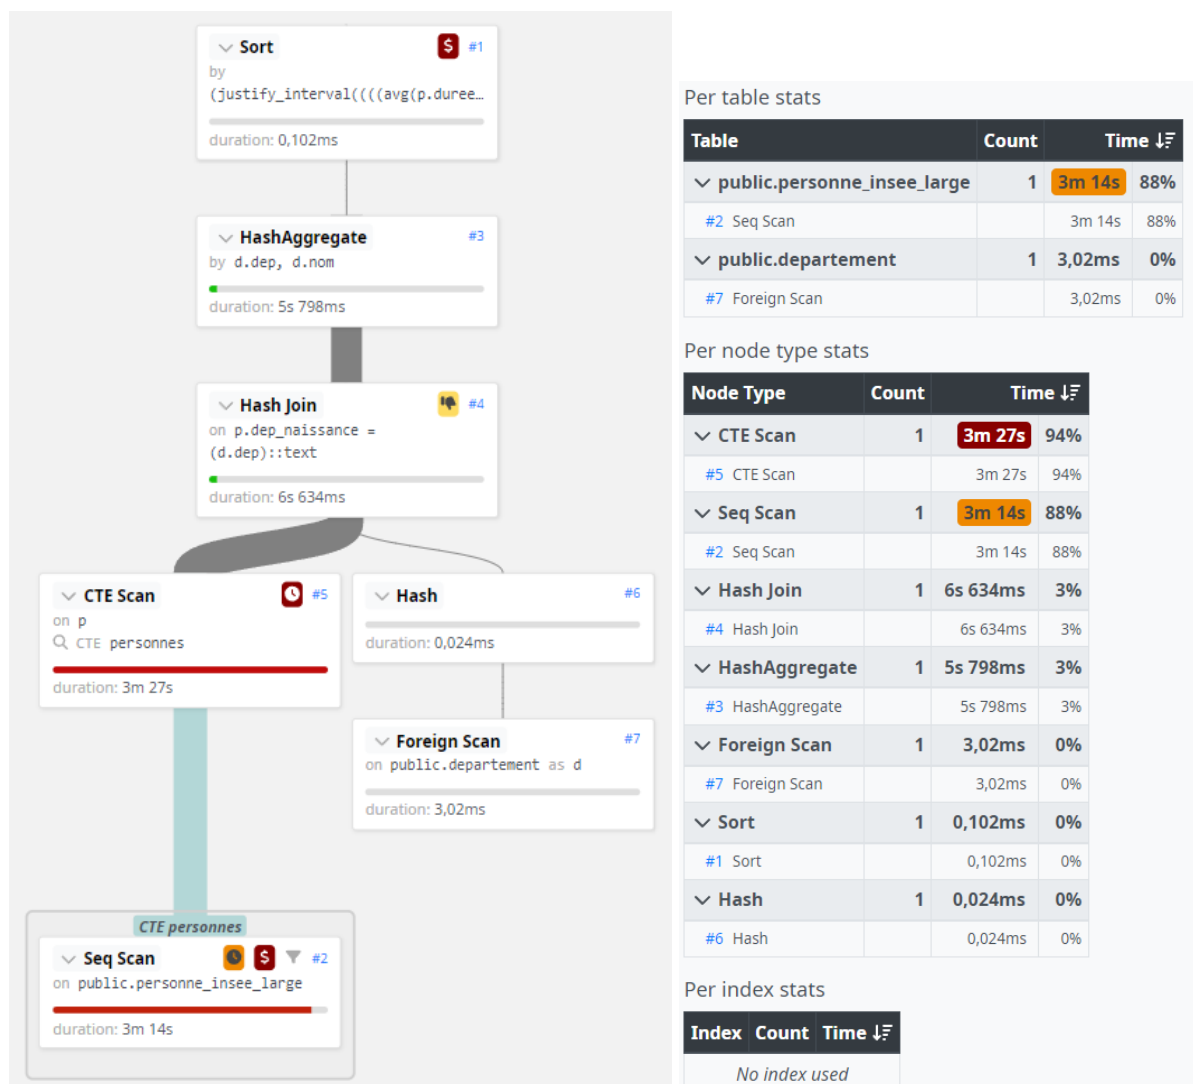 Sort
$
#1
by
(justify_interval((((avg(p.duree…
duration: 0,102ms
HashAggregate
#3
by d.dep, d.nom
duration: 5s 798ms
Hash Join
#4
on p.dep_naissance =
(d.dep)::text
duration: 6s 634ms
CTE Scan
#5
on p
CTE personnes
duration: 3m 27s
Hash
#6
duration: 0,024ms
Foreign Scan
#7
on public.departement as d
duration: 3,02ms
CTE personnes
Seq Scan
$
#2
on public.personne_insee_large
duration: 3m 14s
Per table stats
Table Count Time
public.personne_insee_large 1 3m 14s 88%
#2 Seq Scan 3m 14s 88%
public.departement 1 3,02ms 0%
#7 Foreign Scan 3,02ms 0%
Per node type stats
Node Type Count Time
CTE Scan 1 3m 27s 94%
#5 CTE Scan 3m 27s 94%
Seq Scan 1 3m 14s 88%
#2 Seq Scan 3m 14s 88%
Hash Join 1 6s 634ms 3%
#4 Hash Join 6s 634ms 3%
HashAggregate 1 5s 798ms 3%
#3 HashAggregate 5s 798ms 3%
Foreign Scan 1 3,02ms 0%
#7 Foreign Scan 3,02ms 0%
Sort 1 0,102ms 0%
#1 Sort 0,102ms 0%
Hash 1 0,024ms 0%
#6 Hash 0,024ms 0%
Per index stats
Index Count Time
No index used